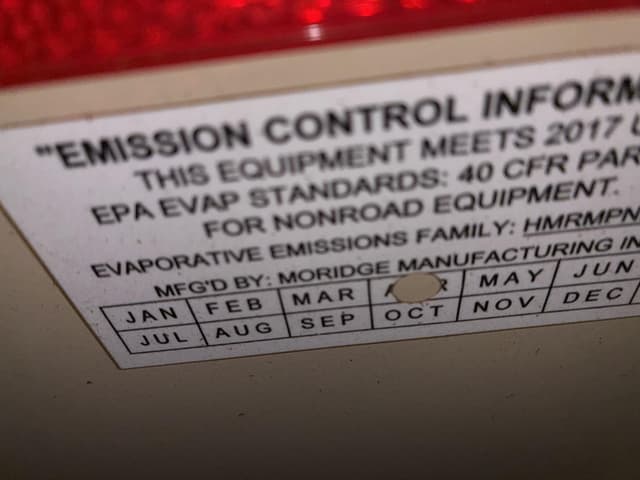 "EMISSION CONTROL INFORM
THIS EQUIPMENT MEETS 2017 U
EPA EVAP STANDARDS: 40 CFR PAR
FOR NONROAD EQUIPMENT.
EVAPORATIVE EMISSIONS FAMILY: HMRMPN
MFG'D BY: MORIDGE MANUFACTURING IN
JAN FEB MAR A R MAY JUN
JUL AUG SEP OCT NOV DEC